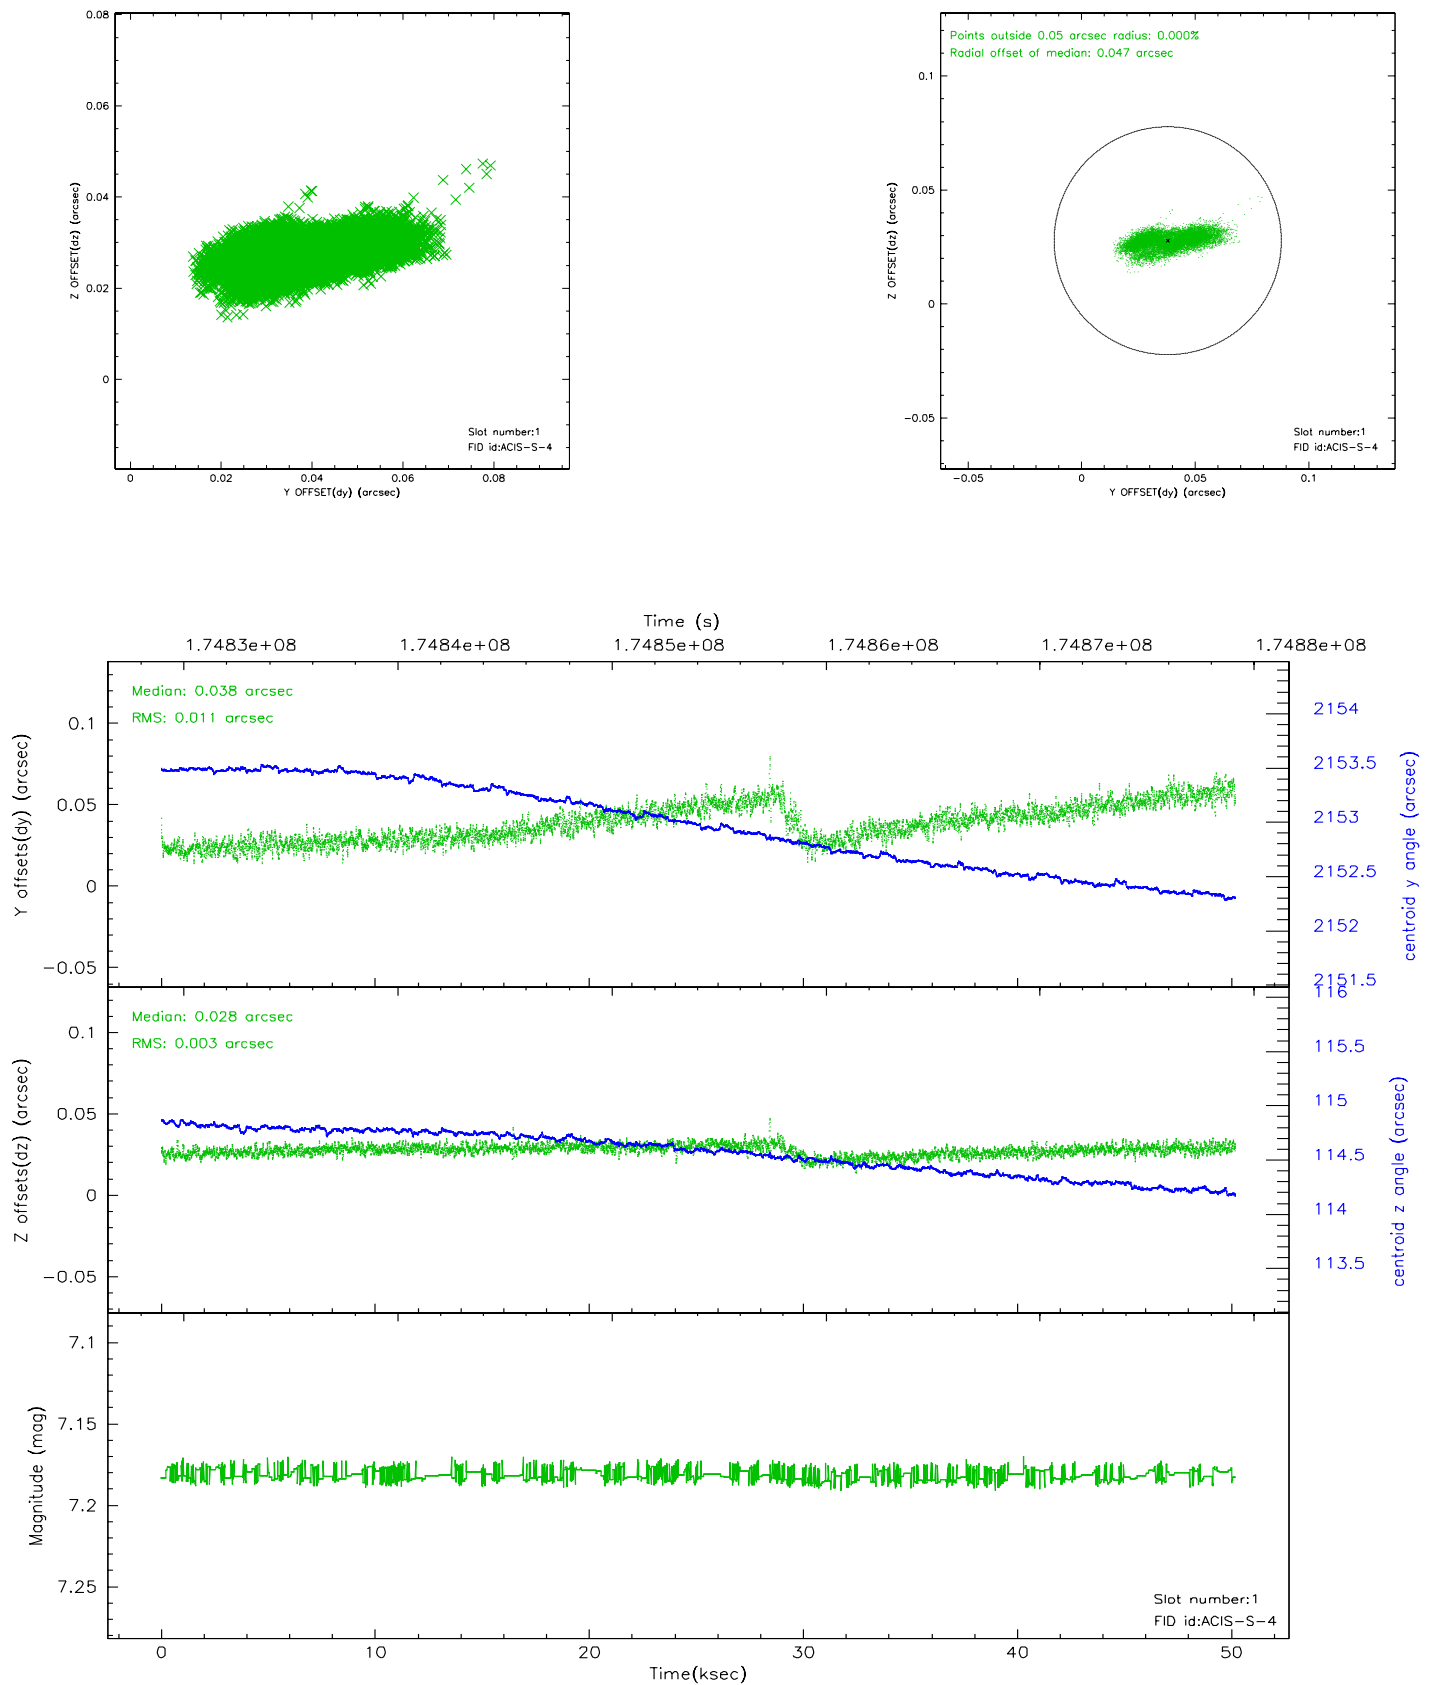 0.08
0.06
0.04
0.02
0
Z OFFSET(dz) (arcsec)
Slot number:1
FID id:ACIS-S-4
0 0.02 0.04 0.06 0.08
Y OFFSET(dy) (arcsec)
Points outside 0.05 arcsec radius: 0.000%
Radial offset of median: 0.047 arcsec
0.1
0.05
0
-0.05
Z OFFSET(dz) (arcsec)
Slot number:1
FID id:ACIS-S-4
-0.05 0 0.05 0.1
Y OFFSET(dy) (arcsec)
Time (s)
1.7483e+08 1.7484e+08 1.7485e+08 1.7486e+08 1.7487e+08 1.7488e+08
Median: 0.038 arcsec
RMS: 0.011 arcsec
0.1
0.05
0
-0.05
Y offsets(dy) (arcsec)
2154
2153.5
2153
2152.5
2152
2151.5
centroid y angle (arcsec)
Median: 0.028 arcsec
RMS: 0.003 arcsec
0.1
0.05
0
-0.05
Z offsets(dz) (arcsec)
116
115.5
115
114.5
114
113.5
centroid z angle (arcsec)
7.1
7.15
7.2
7.25
Magnitude (mag)
Slot number:1
FID id:ACIS-S-4
0 10 20 30 40 50
Time(ksec)